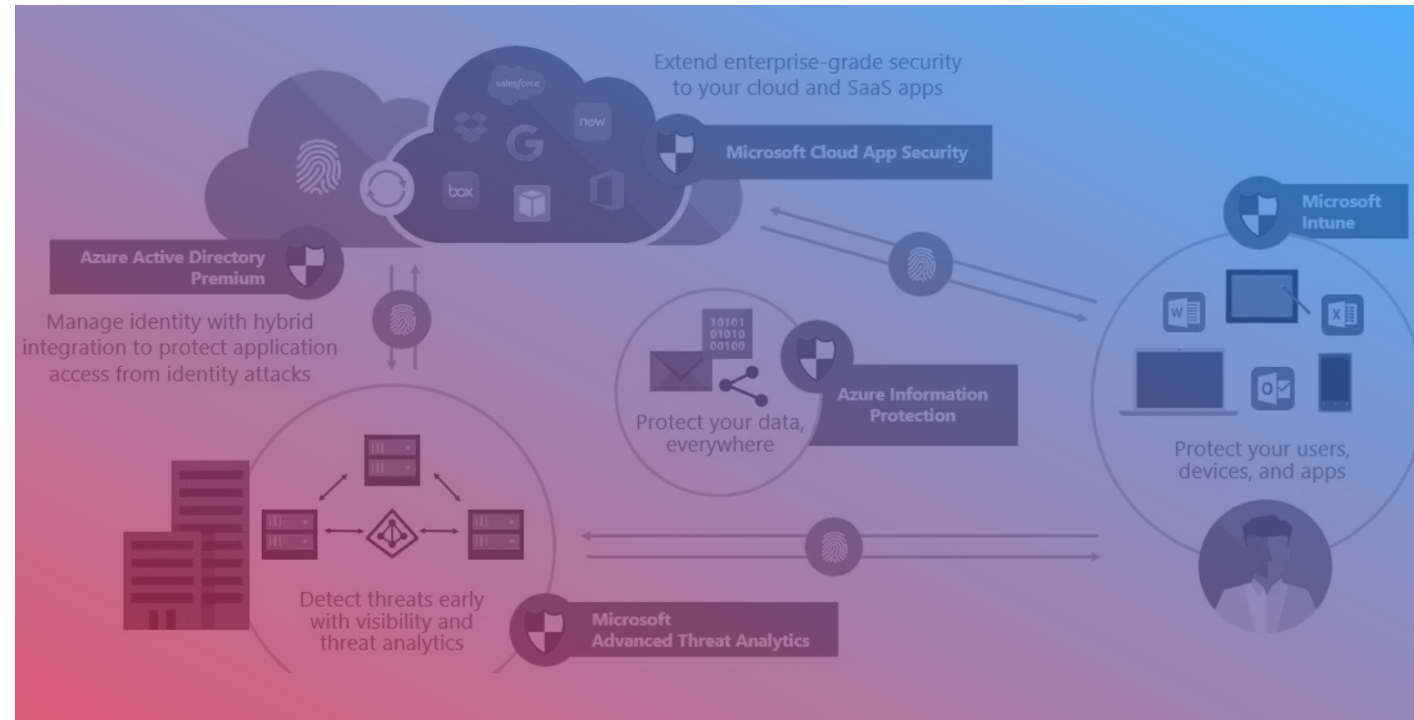 Extend enterprise-grade security
to your cloud and SaaS apps
salesforce
now
G
box
Microsoft Cloud App Security
Microsoft
Intune
Azure Active Directory
Premium
Manage identity with hybrid
integration to protect application
access from identity attacks
10101
01010
00100
W
X
O
Azure Information
Protection
Protect your data,
everywhere
Protect your users,
devices, and apps
Detect threats early
with visibility and
threat analytics
Microsoft
Advanced Threat Analytics